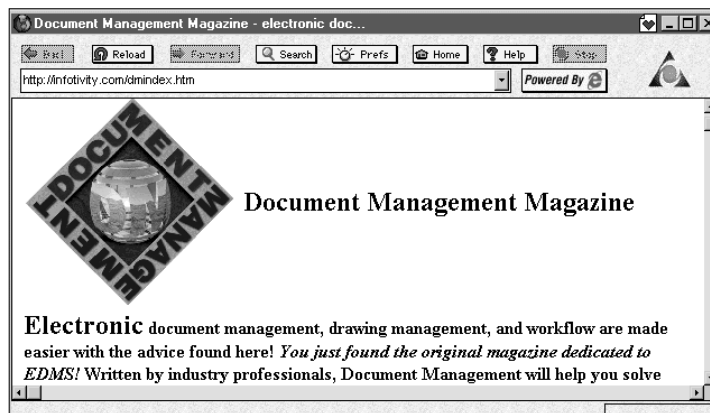 Document Management Magazine - electronic doc...
Back Reload Forward Search Prefs Home Help Stop
http://infotivity.com/dmindex.htm Powered By
DOCUMENT MANAGEMENT
Document Management Magazine
Electronic document management, drawing management, and workflow are made
easier with the advice found here! You just found the original magazine dedicated to
EDMS! Written by industry professionals, Document Management will help you solve